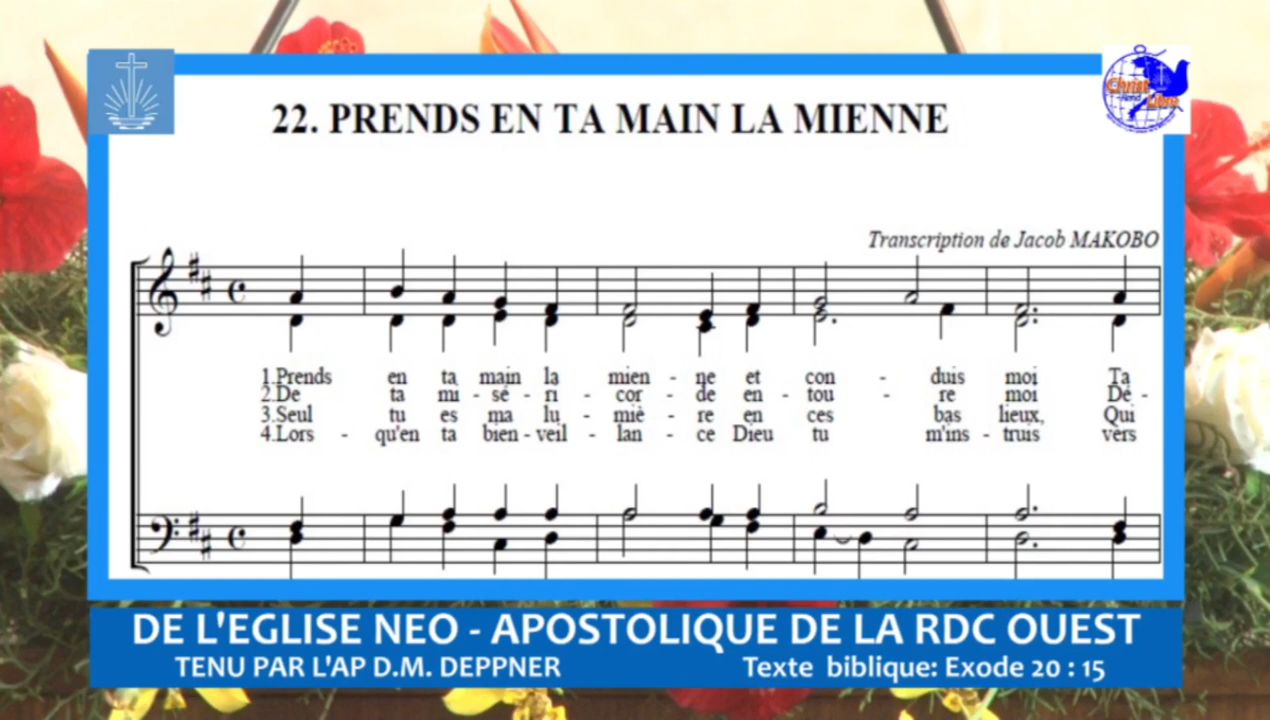 22. PRENDS EN TA MAIN LA MIENNE
Christ
Rend
Libre
Transcription de Jacob MAKOBO
1.Prends en ta main la mien - ne et con - duis moi Ta
2.De ta mi - sé - ri - cor - de en - tou - re moi Dé -
3.Seul tu es ma lu - miè - re en ces bas lieux, Qui
4.Lors - qu'en ta bien - veil - lan - ce Dieu tu m'ins - truis vers
DE L'EGLISE NEO - APOSTOLIQUE DE LA RDC OUEST
TENU PAR L'AP D.M. DEPPNER Texte biblique: Exode 20 : 15